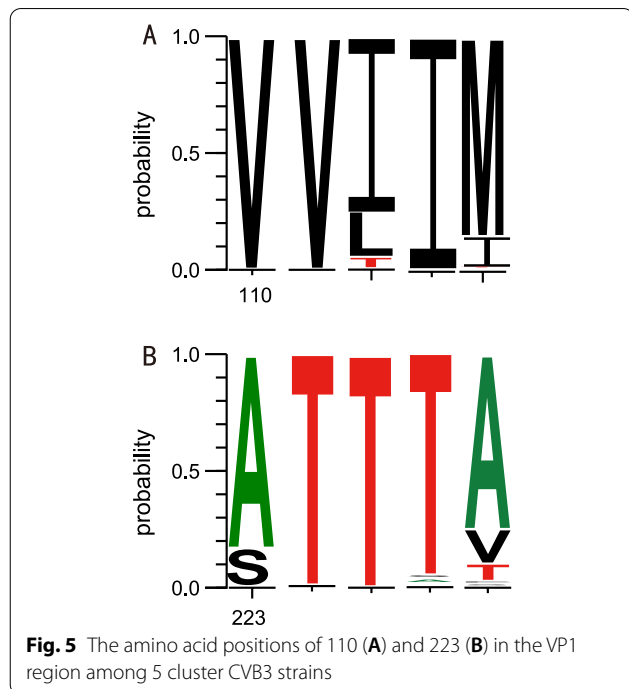 A
1.0
V V I I M
probability
0.5
L I
T
0.0
110
B
1.0
A T T T A
probability
0.5
V
S T
0.0
223
Fig. 5 The amino acid positions of 110 (A) and 223 (B) in the VP1
region among 5 cluster CVB3 strains